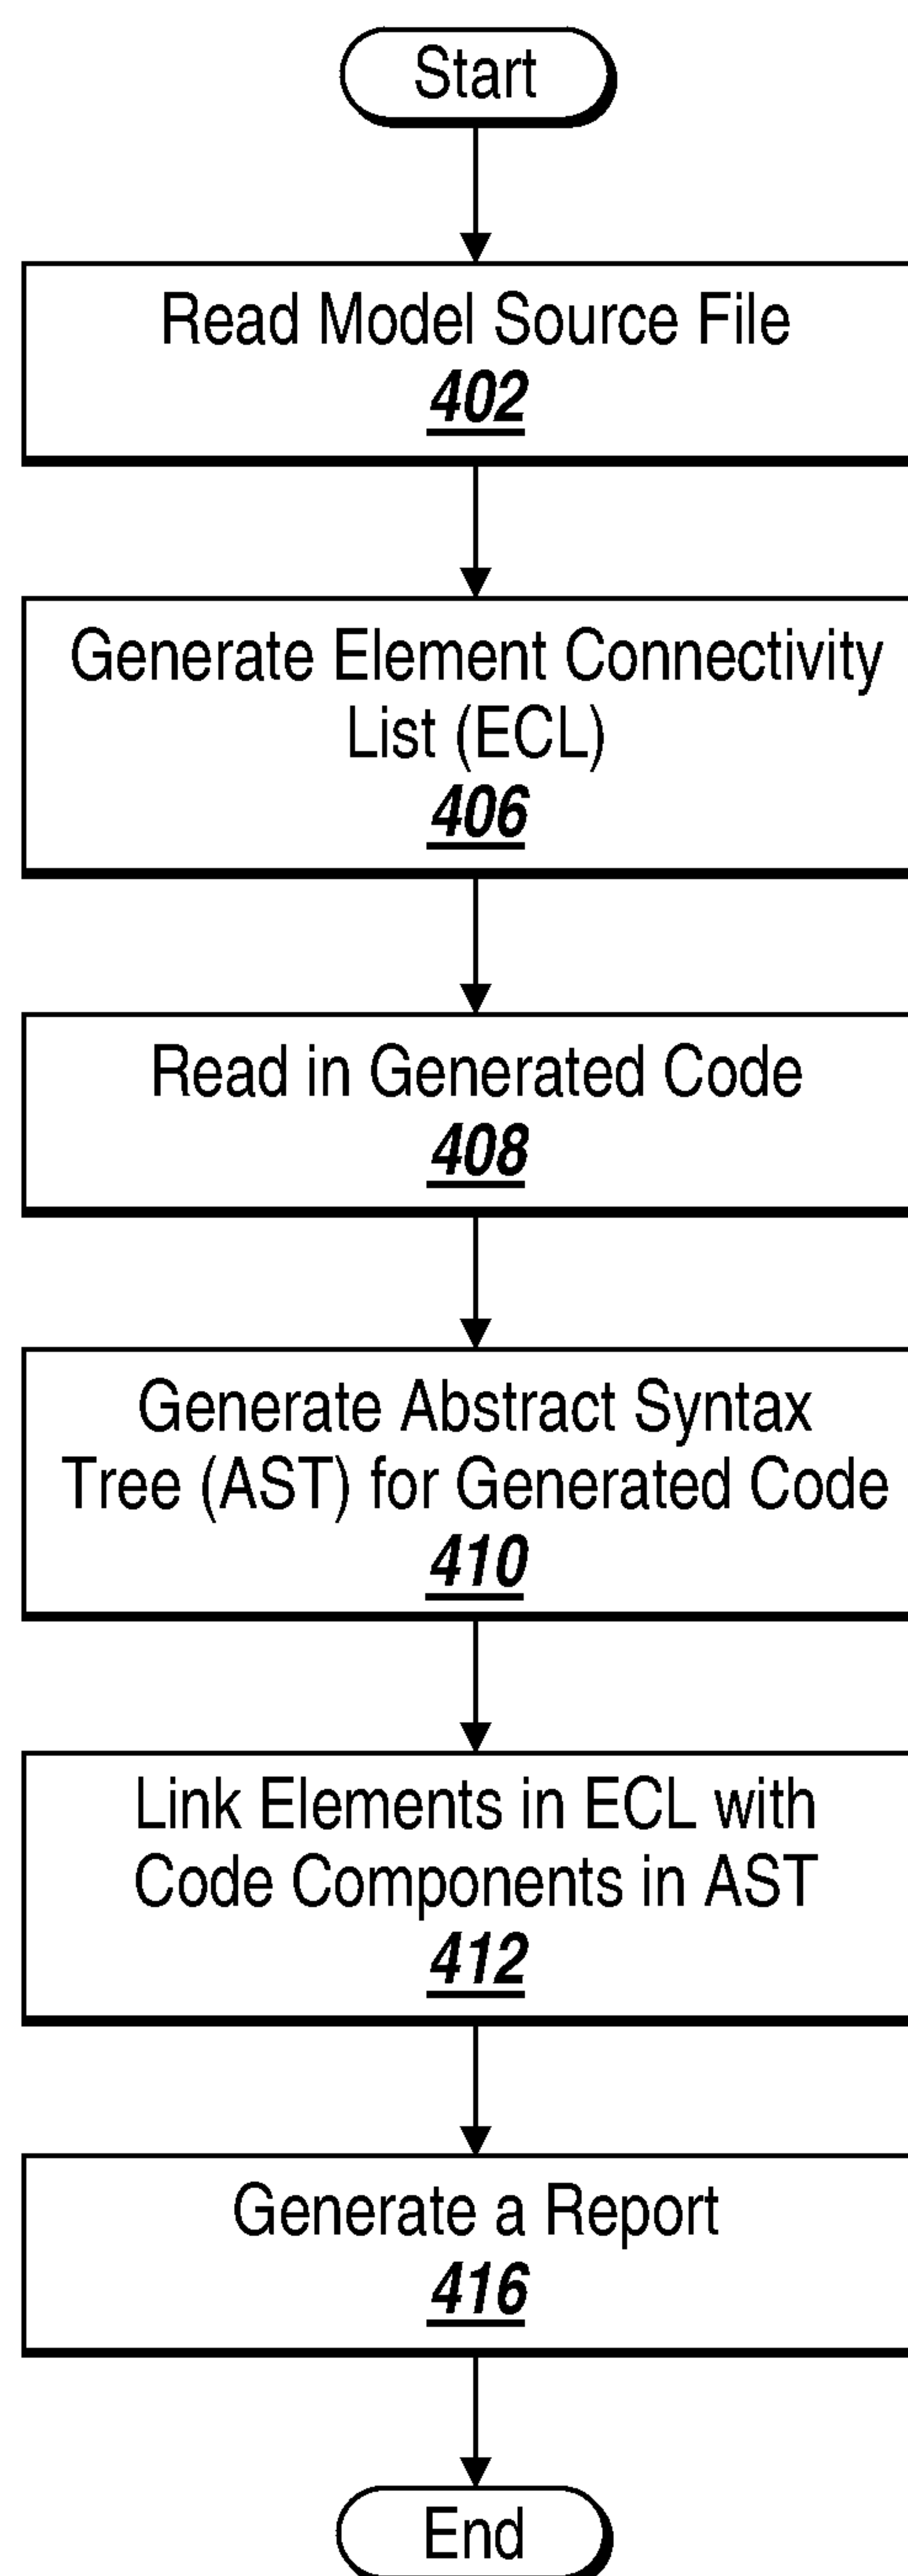 Start
Read Model Source File
402
Generate Element Connectivity
List (ECL)
406
Read in Generated Code
408
Generate Abstract Syntax
Tree (AST) for Generated Code
410
Link Elements in ECL with
Code Components in AST
412
Generate a Report
416
End